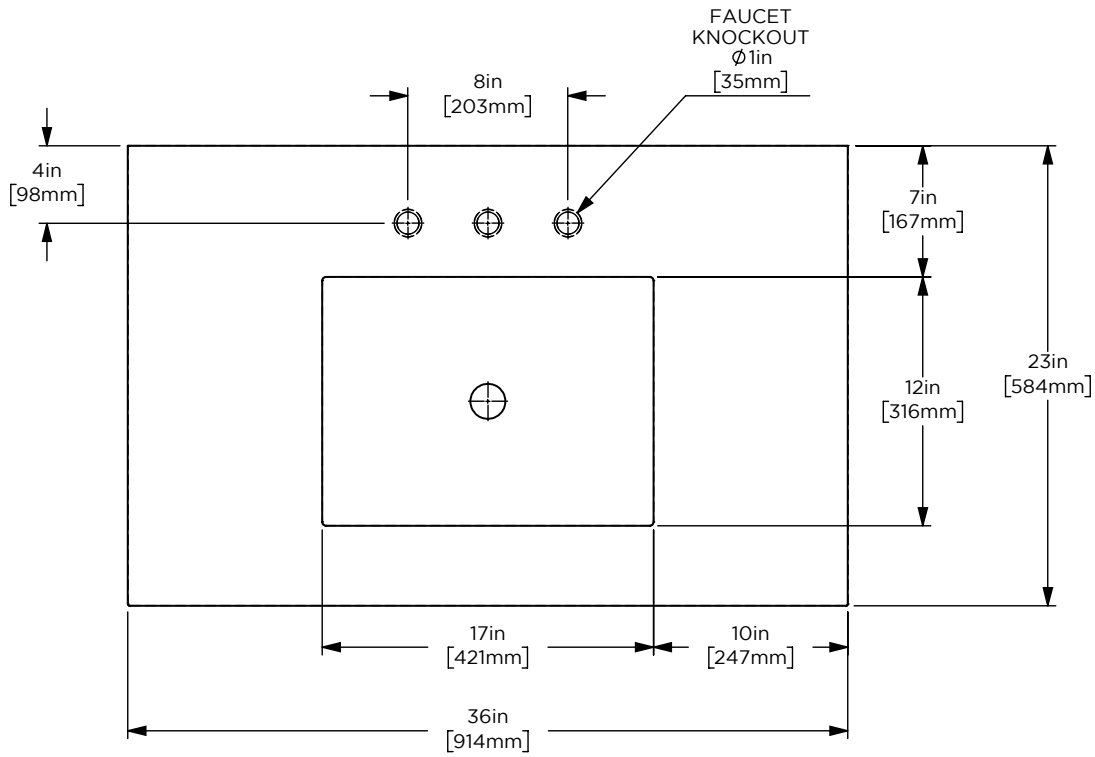 FAUCET
KNOCKOUT
Ø1in
[35mm]
8in
[203mm]
4in
[98mm]
7in
[167mm]
12in
[316mm]
23in
[584mm]
17in
[421mm]
10in
[247mm]
36in
[914mm]